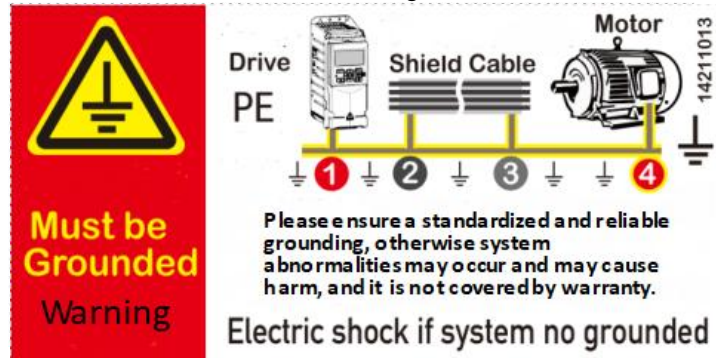 Must be
Grounded
Warning
Drive
PE
Shield Cable
Motor
14211013
1
2
3
4
Please ensure a standardized and reliable
grounding, otherwise system
abnormalities may occur and may cause
harm, and it is not covered by warranty.
Electric shock if system no grounded